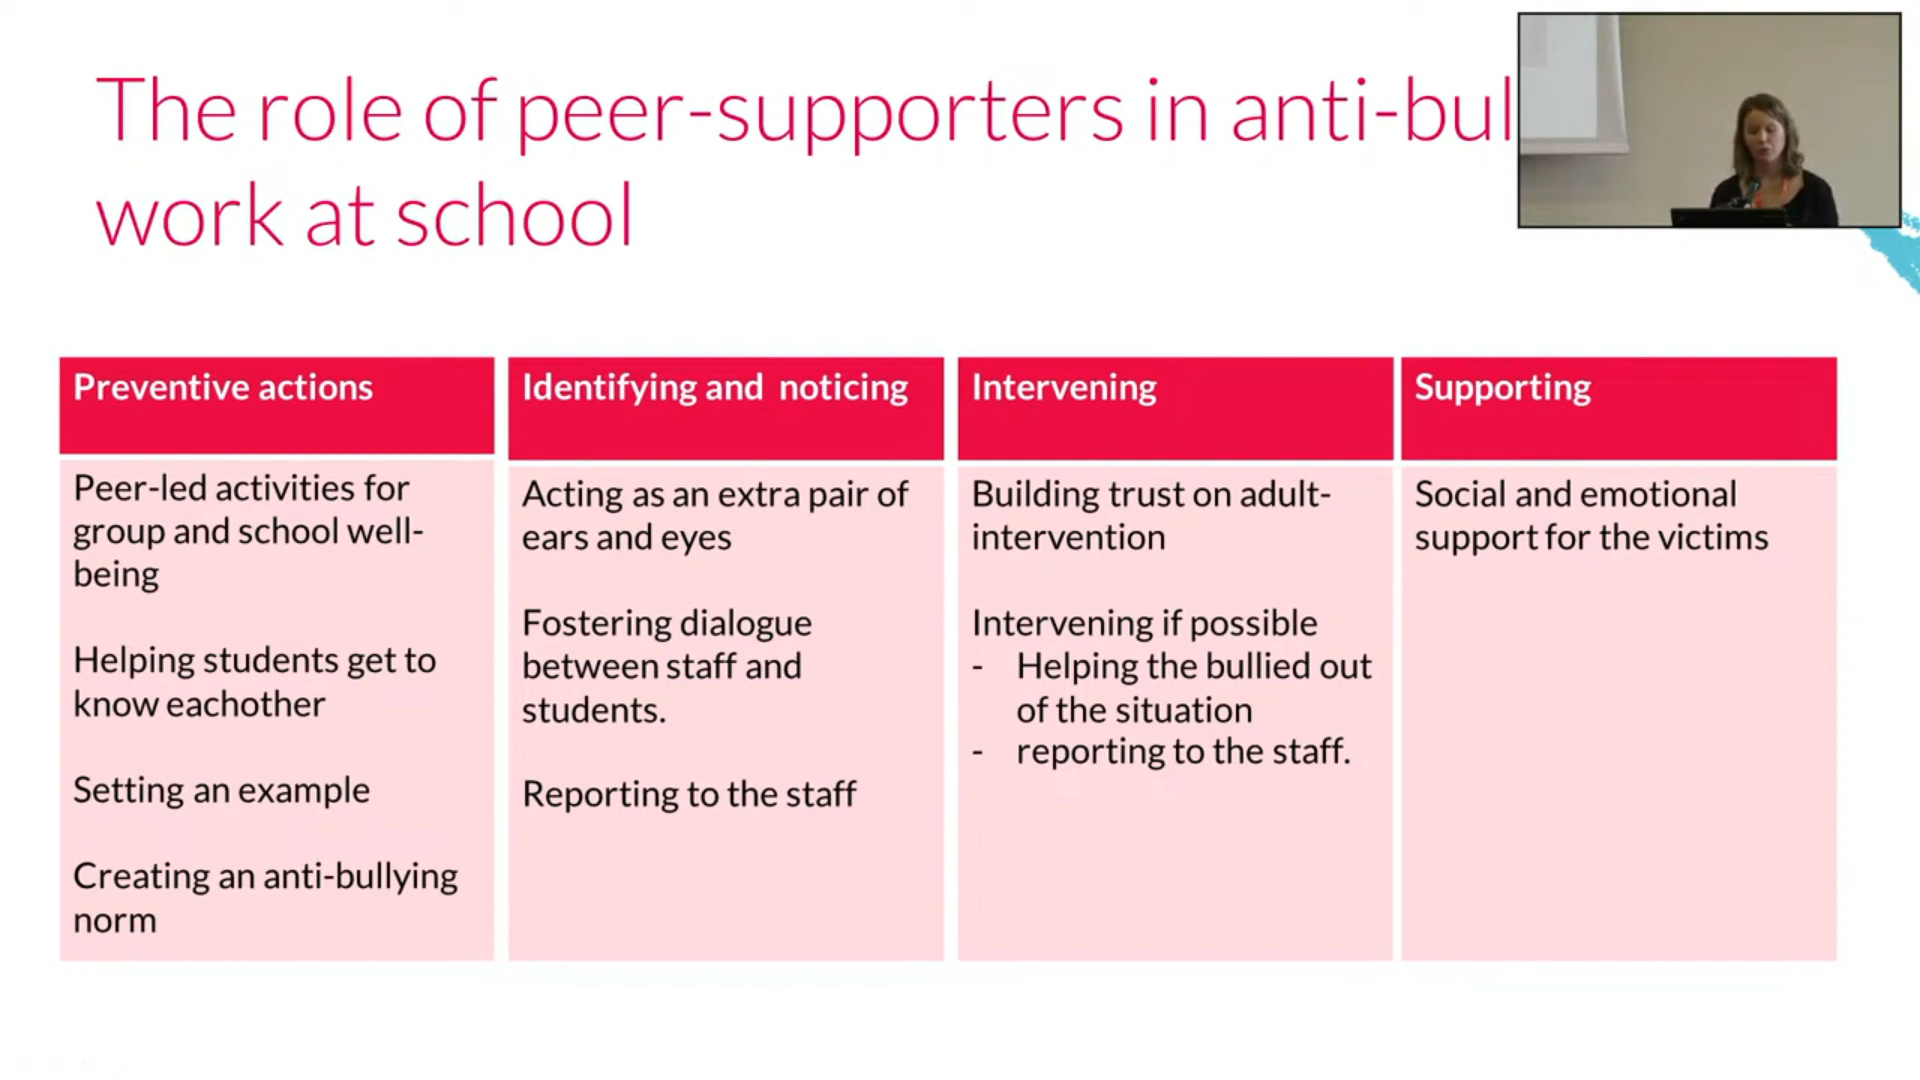 The role of peer-supporters in anti-bul
work at school
Preventive actions
Peer-led activities for
group and school well-
being
Helping students get to
know eachother
Setting an example
Creating an anti-bullying
norm
Identifying and noticing
Acting as an extra pair of
ears and eyes
Fostering dialogue
between staff and
students.
Reporting to the staff
Intervening
Building trust on adult-
intervention
Intervening if possible
- Helping the bullied out
of the situation
- reporting to the staff.
Supporting
Social and emotional
support for the victims